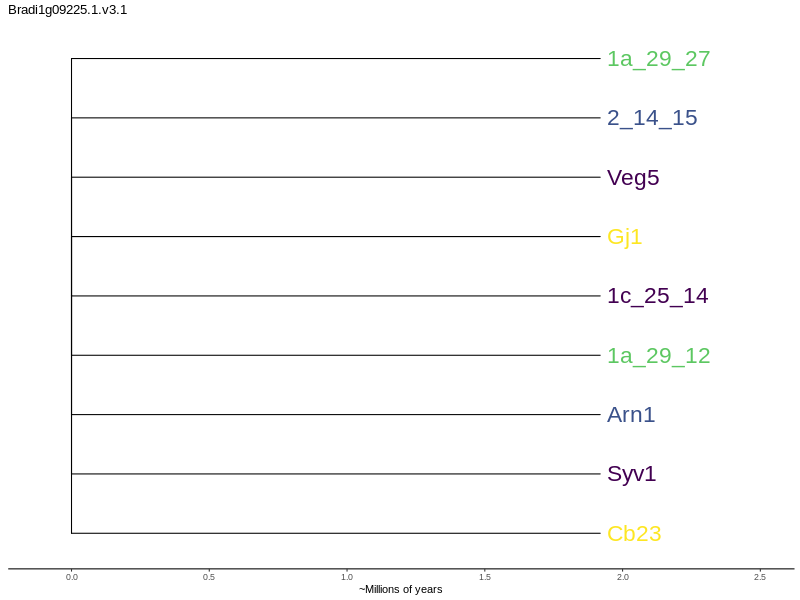 Bradi1g09225.1.v3.1
1a_29_27
2_14_15
Veg5
Gj1
1c_25_14
1a_29_12
Arn1
Syv1
Cb23
0.0 0.5 1.0 1.5 2.0 2.5
~Millions of years